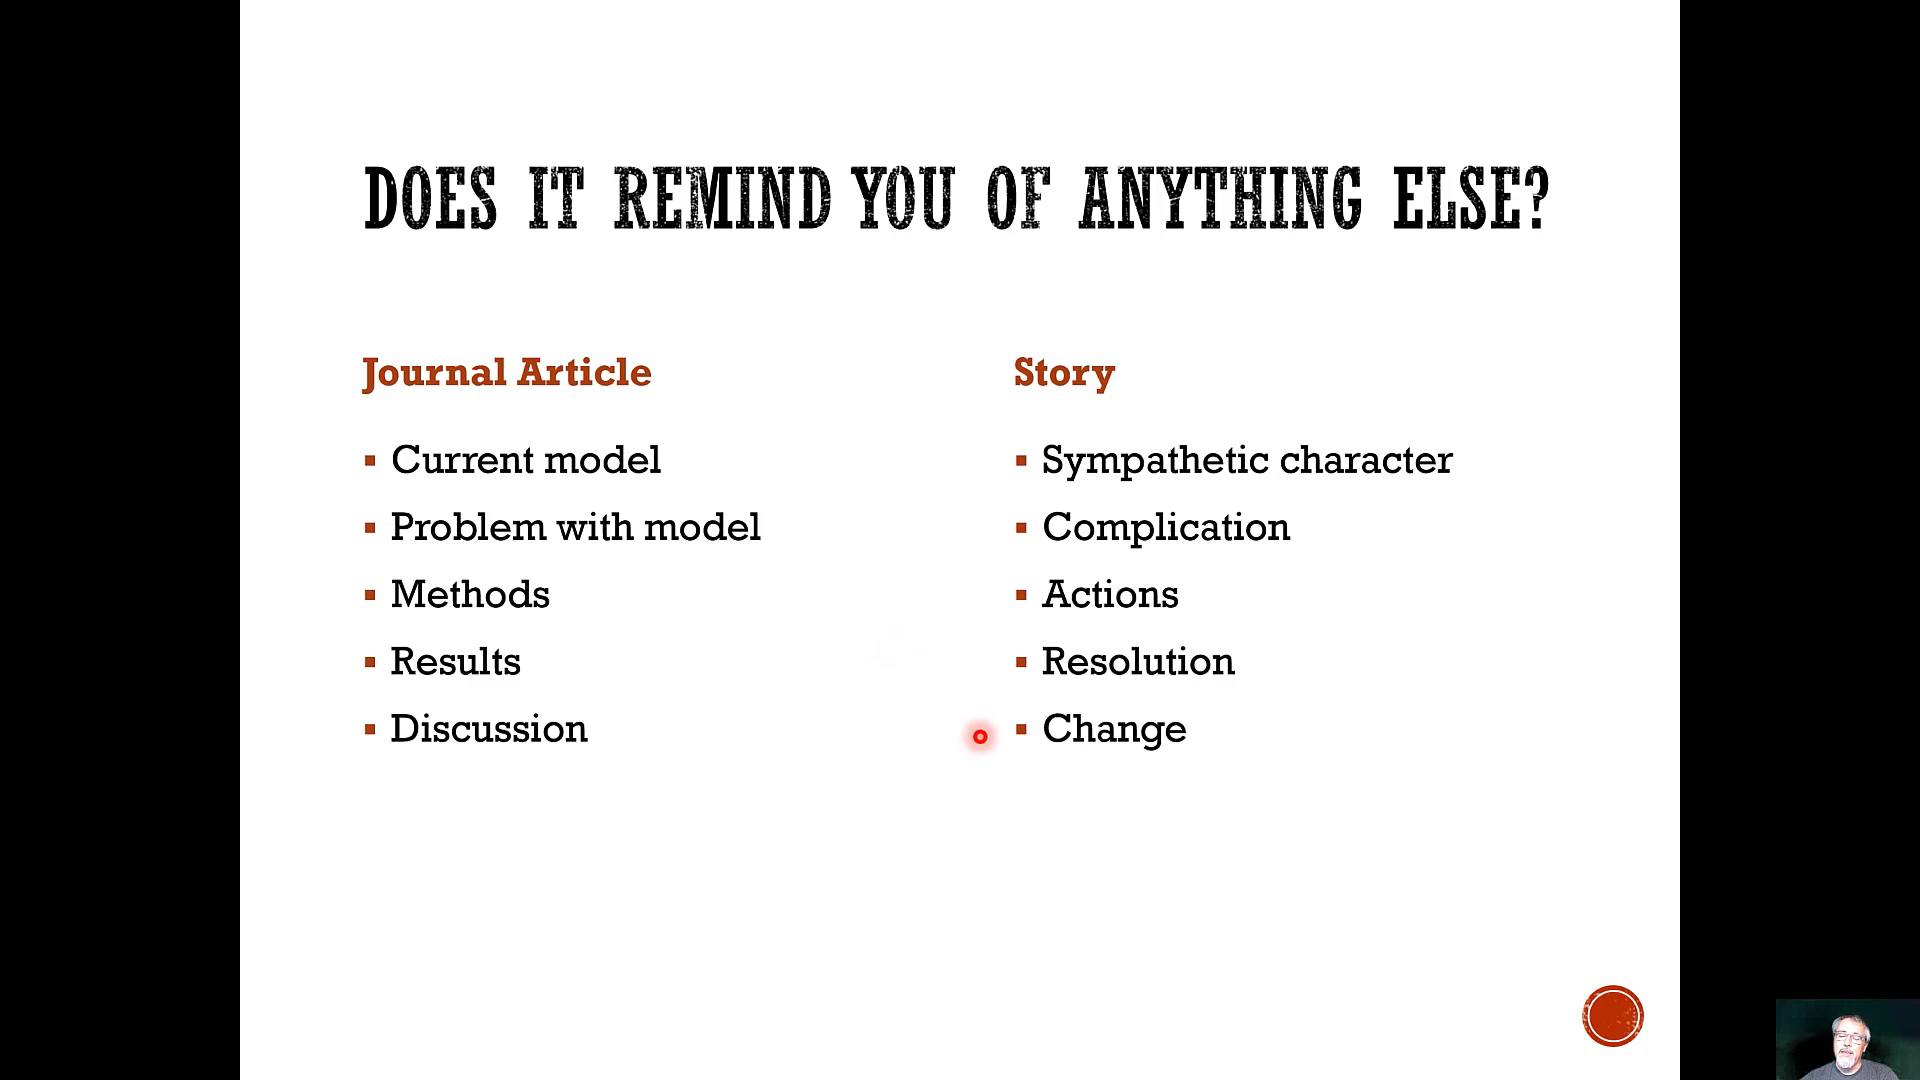 DOES IT REMIND YOU OF ANYTHING ELSE?
Journal Article
▪ Current model
▪ Problem with model
▪ Methods
▪ Results
▪ Discussion
Story
▪ Sympathetic character
▪ Complication
▪ Actions
▪ Resolution
▪ Change